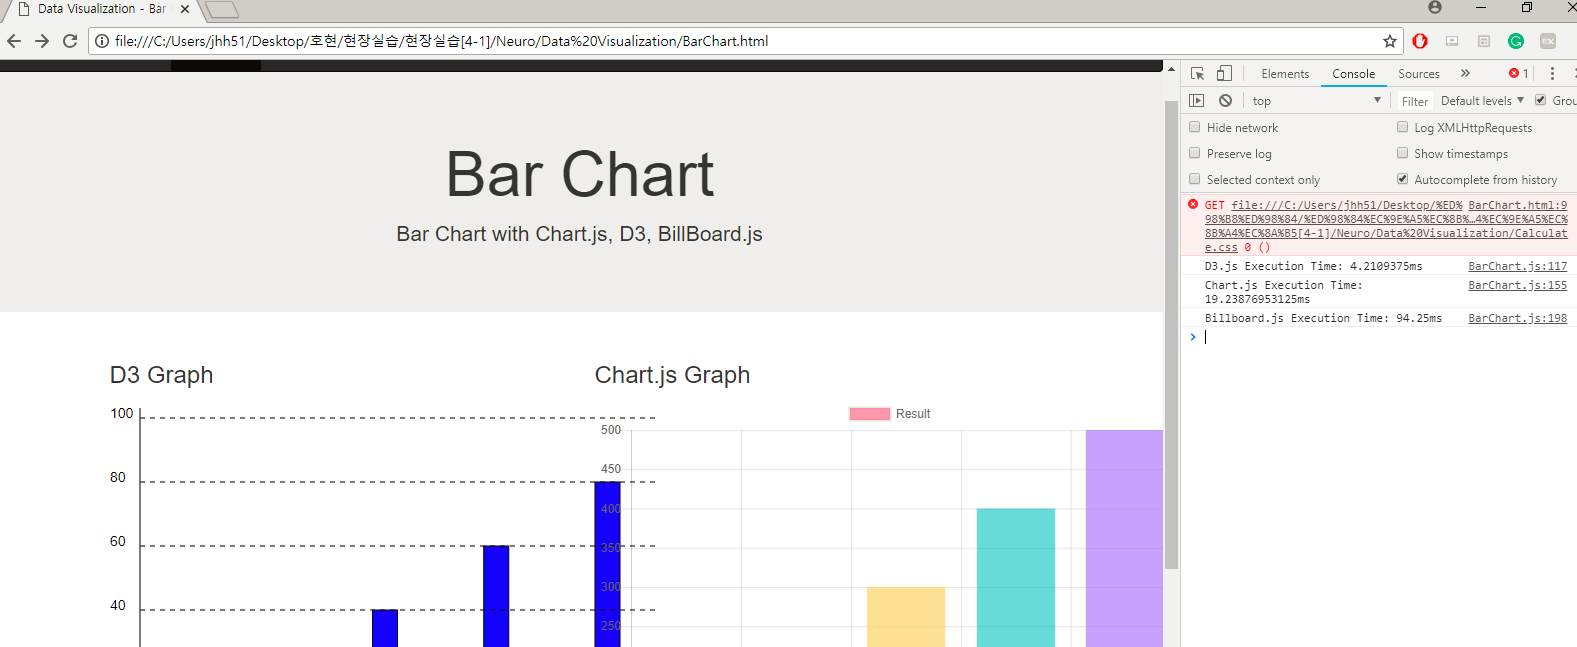 Data Visualization - Bar
file:///C:/Users/jhh51/Desktop/호현/현장실습/현장실습[4-1]/Neuro/Data%20Visualization/BarChart.html
Bar Chart
Bar Chart with Chart.js, D3, BillBoard.js
D3 Graph
100
80
60
40
Chart.js Graph
Result
500
450
400
350
300
250
Elements Console Sources » 1
top Filter Default levels Grou
Hide network Log XMLHttpRequests
Preserve log Show timestamps
Selected context only Autocomplete from history
GET file:///C:/Users/jhh51/Desktop/%ED% BarChart.html:9
98%B8%ED%98%84/%ED%98%84%EC%9E%A5%EC%8B%…4%EC%9E%A5%EC%
8B%A4%EC%8A%B5[4-1]/Neuro/Data%20Visualization/Calculat
e.css 0 ()
D3.js Execution Time: 4.2109375ms BarChart.js:117
Chart.js Execution Time: BarChart.js:155
19.23876953125ms
Billboard.js Execution Time: 94.25ms BarChart.js:198